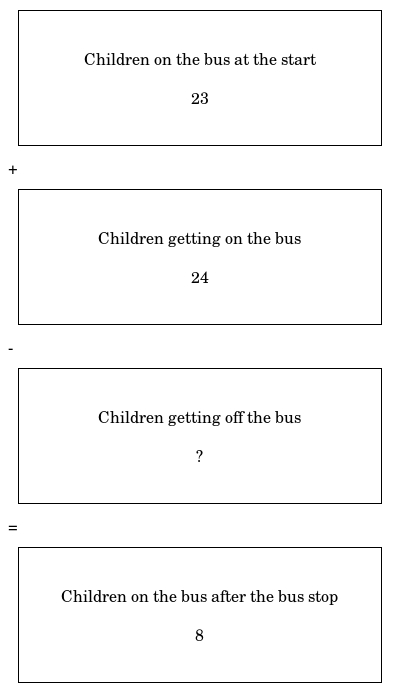 Children on the bus at the start
23
+
Children getting on the bus
24
-
Children getting off the bus
?
=
Children on the bus after the bus stop
8